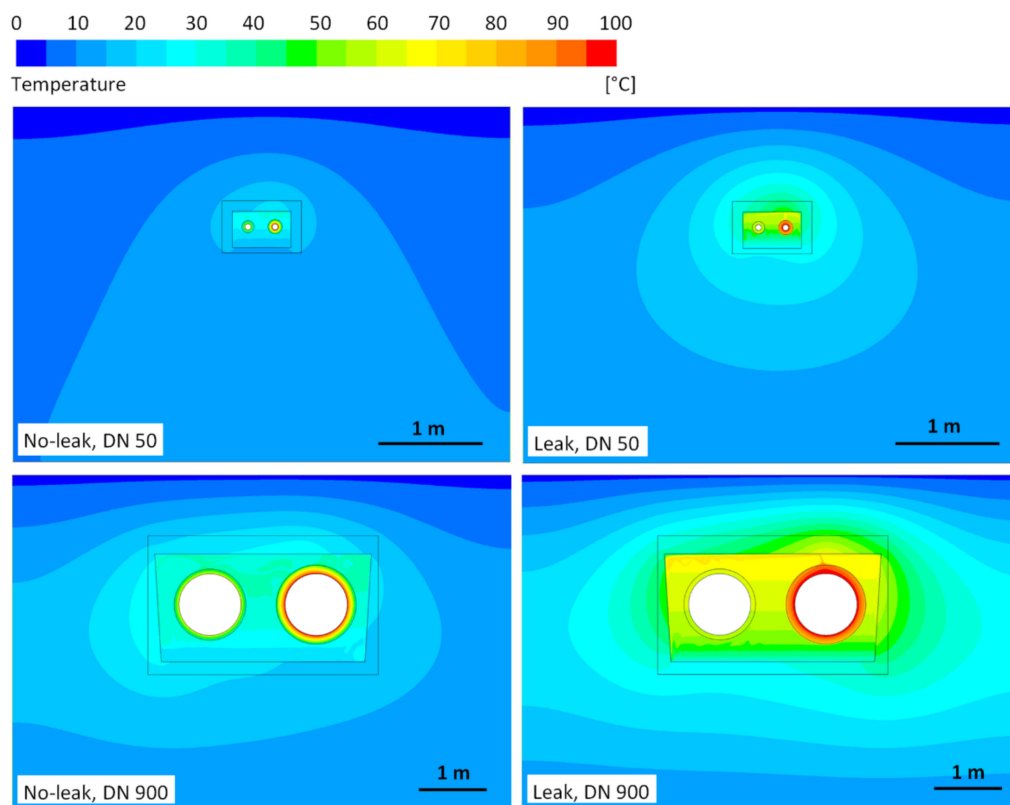 0 10 20 30 40 50 60 70 80 90 100
Temperature [°C]
No-leak, DN 50 1 m
Leak, DN 50 1 m
No-leak, DN 900 1 m
Leak, DN 900 1 m